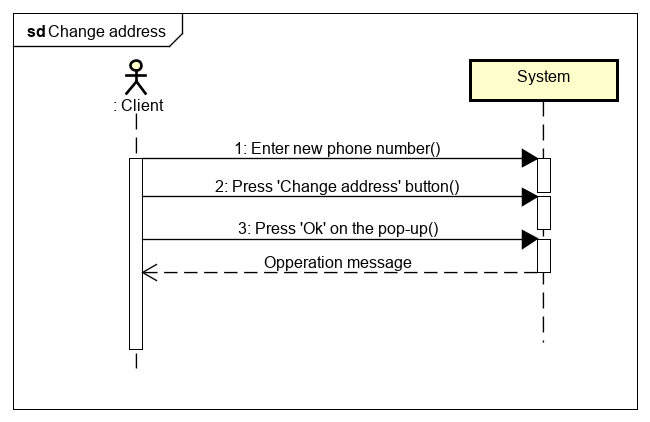 sd Change address
: Client
System
1: Enter new phone number()
2: Press 'Change address' button()
3: Press 'Ok' on the pop-up()
Opperation message